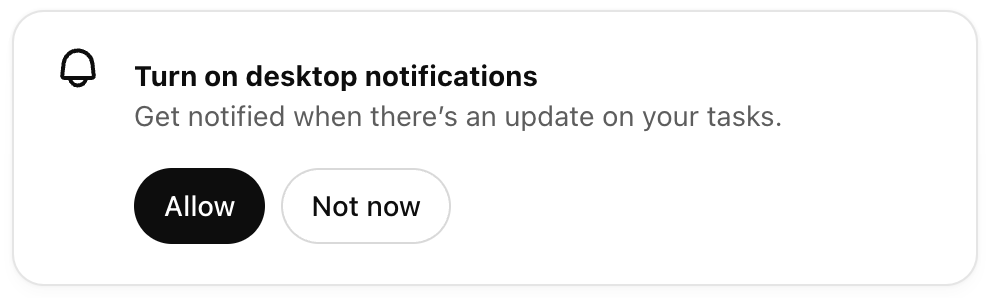 Turn on desktop notifications
Get notified when there’s an update on your tasks.
Allow
Not now